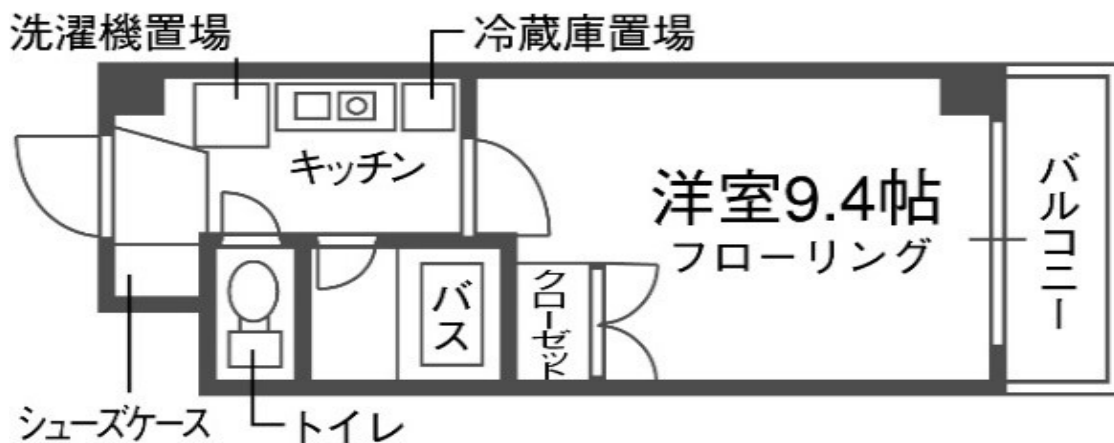 洗濯機置場
冷蔵庫置場
キッチン
洋室9.4帖
フローリング
バルコニー
クローゼット
バス
シューズケース
トイレ